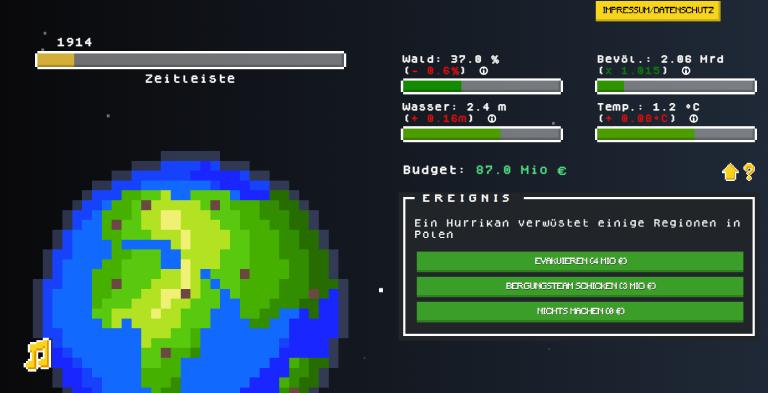 IMPRESSUM/DATENSCHUTZ
1914
Zeitleiste
Wald: 37.0 %
(- 0.6%)
Bevöl.: 2.06 Mrd
(x 1.015)
Wasser: 2.4 m
(+ 0.16m)
Temp.: 1.2 °C
(+ 0.08°C)
Budget: 87.0 Mio €
EREIGNIS
Ein Hurrikan verwüstet einige Regionen in
Polen
EVAKUIEREN (4 MIO €)
BERGUNGSTEAM SCHICKEN (3 MIO €)
NICHTS MACHEN (0 €)